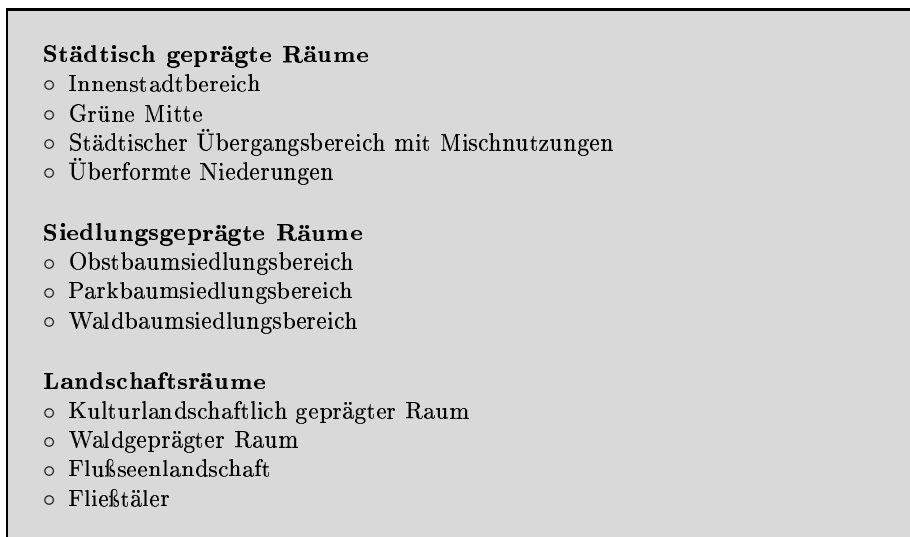 Städtisch geprägte Räume
◦ Innenstadtbereich
◦ Grüne Mitte
◦ Städtischer Übergangsbereich mit Mischnutzungen
◦ Überformte Niederungen
Siedlungsgeprägte Räume
◦ Obstbaumsiedlungsbereich
◦ Parkbaumsiedlungsbereich
◦ Waldbaumsiedlungsbereich
Landschaftsräume
◦ Kulturlandschaftlich geprägter Raum
◦ Waldgeprägter Raum
◦ Flußseenlandschaft
◦ Fließtäler